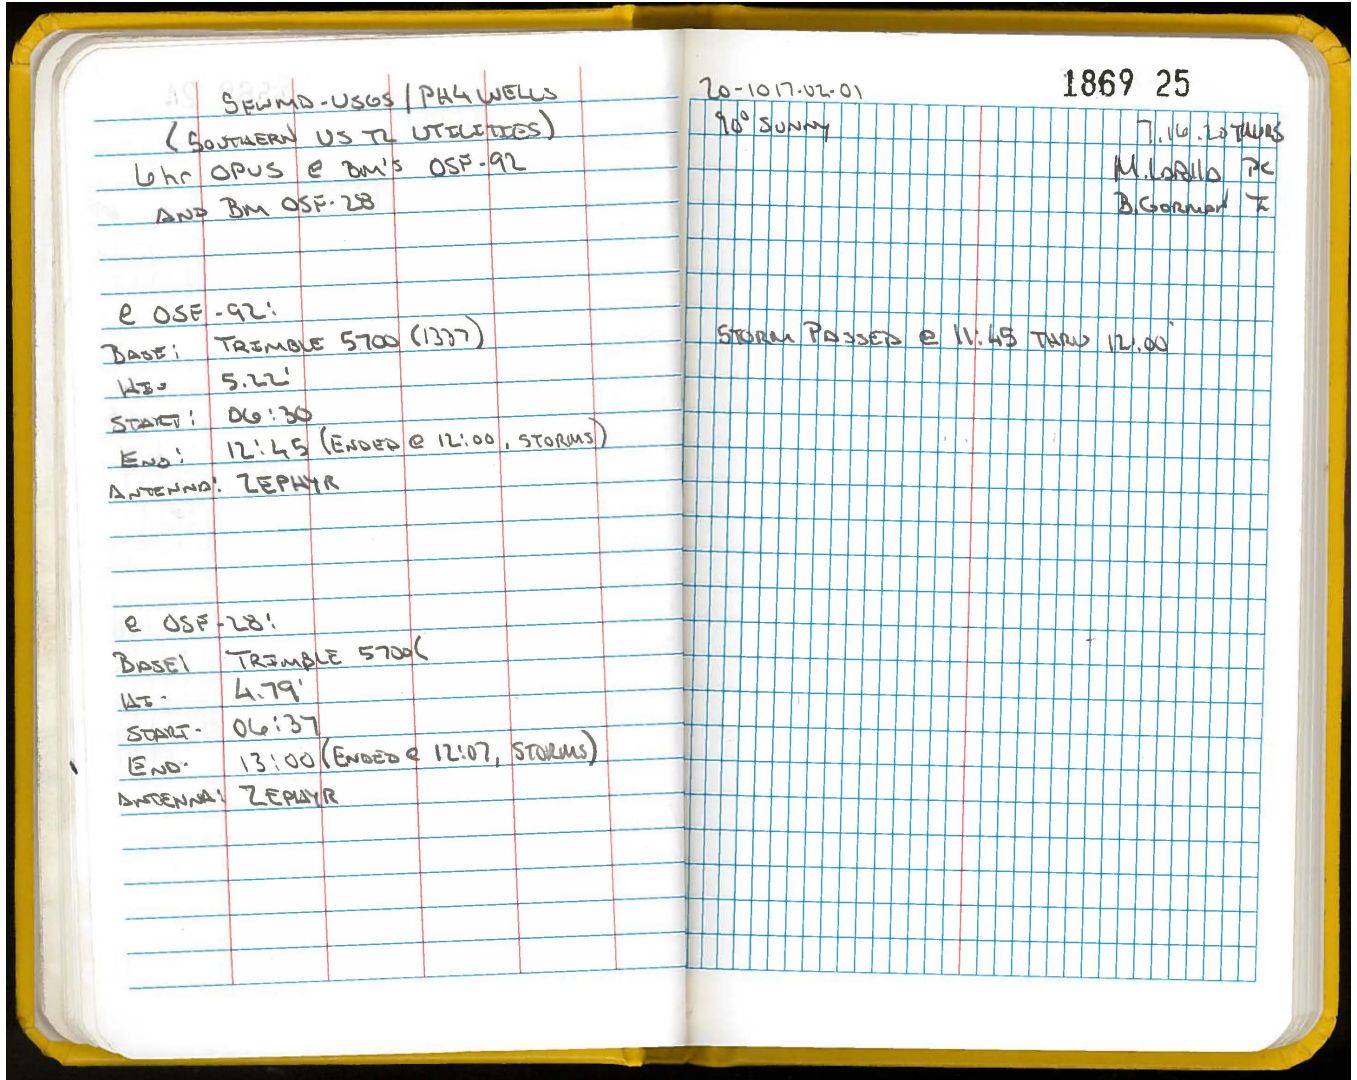 SFWMD-USGS / PH4 WELLS
(SOUTHERN US TL UTILITIES)
6hr OPUS @ BM'S OSF-92
AND BM OSF-28
@ OSF-92:
BASE: TRIMBLE 5700 (1337)
HI- 5.22'
START: 06:30
END: 12:45 (ENDED @ 12:00, STORMS)
ANTENNA: ZEPHYR
@ OSF-28:
BASE: TRIMBLE 5700(
HI- 4.79'
START- 06:37
END- 13:00 (ENDED @ 12:07, STORMS)
ANTENNA: ZEPHYR
20-1017-02-01
1869 25
90° SUNNY
7.16.20 THURS
M. PC
B. GORMAN I
STORM PASSED @ 11:45 THRU 12:00